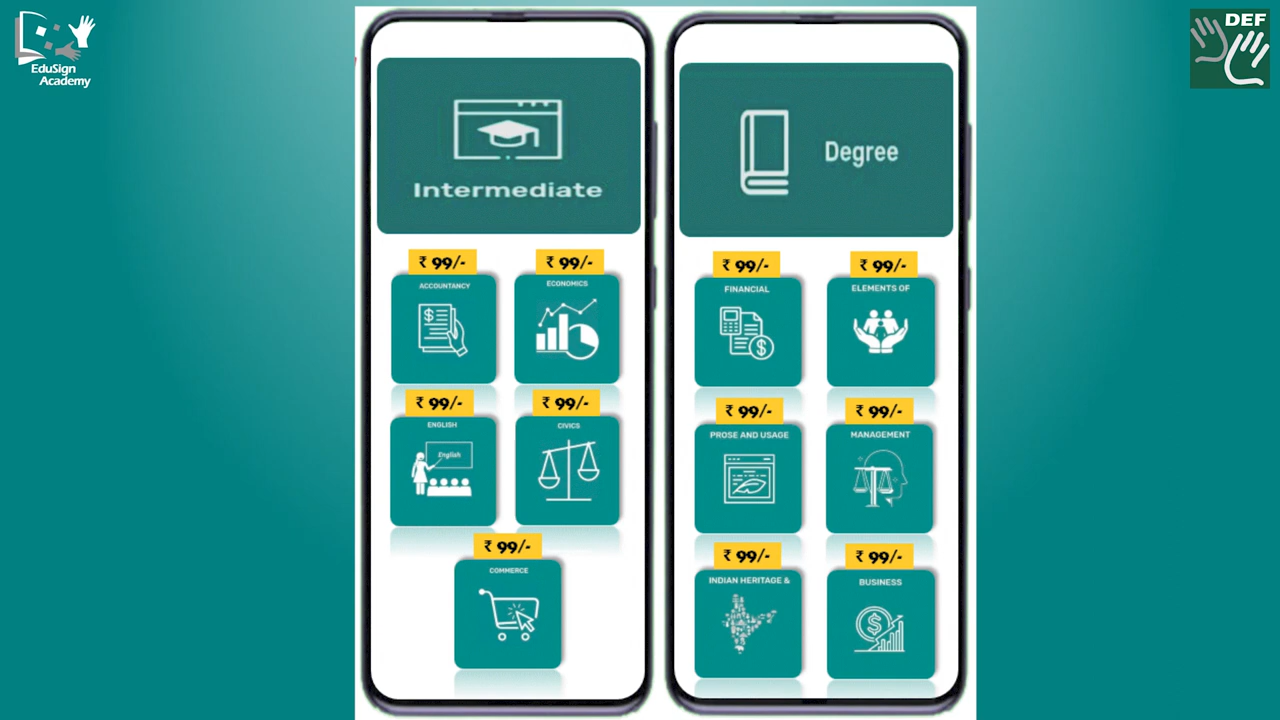 EduSign
Academy
DEF
Intermediate
₹ 99/-
₹ 99/-
ACCOUNTANCY
ECONOMICS
$
₹ 99/-
₹ 99/-
ENGLISH
CIVICS
English
₹ 99/-
COMMERCE
Degree
₹ 99/-
₹ 99/-
FINANCIAL
ELEMENTS OF
$
₹ 99/-
₹ 99/-
PROSE AND USAGE
MANAGEMENT
₹ 99/-
₹ 99/-
INDIAN HERITAGE &
BUSINESS
$